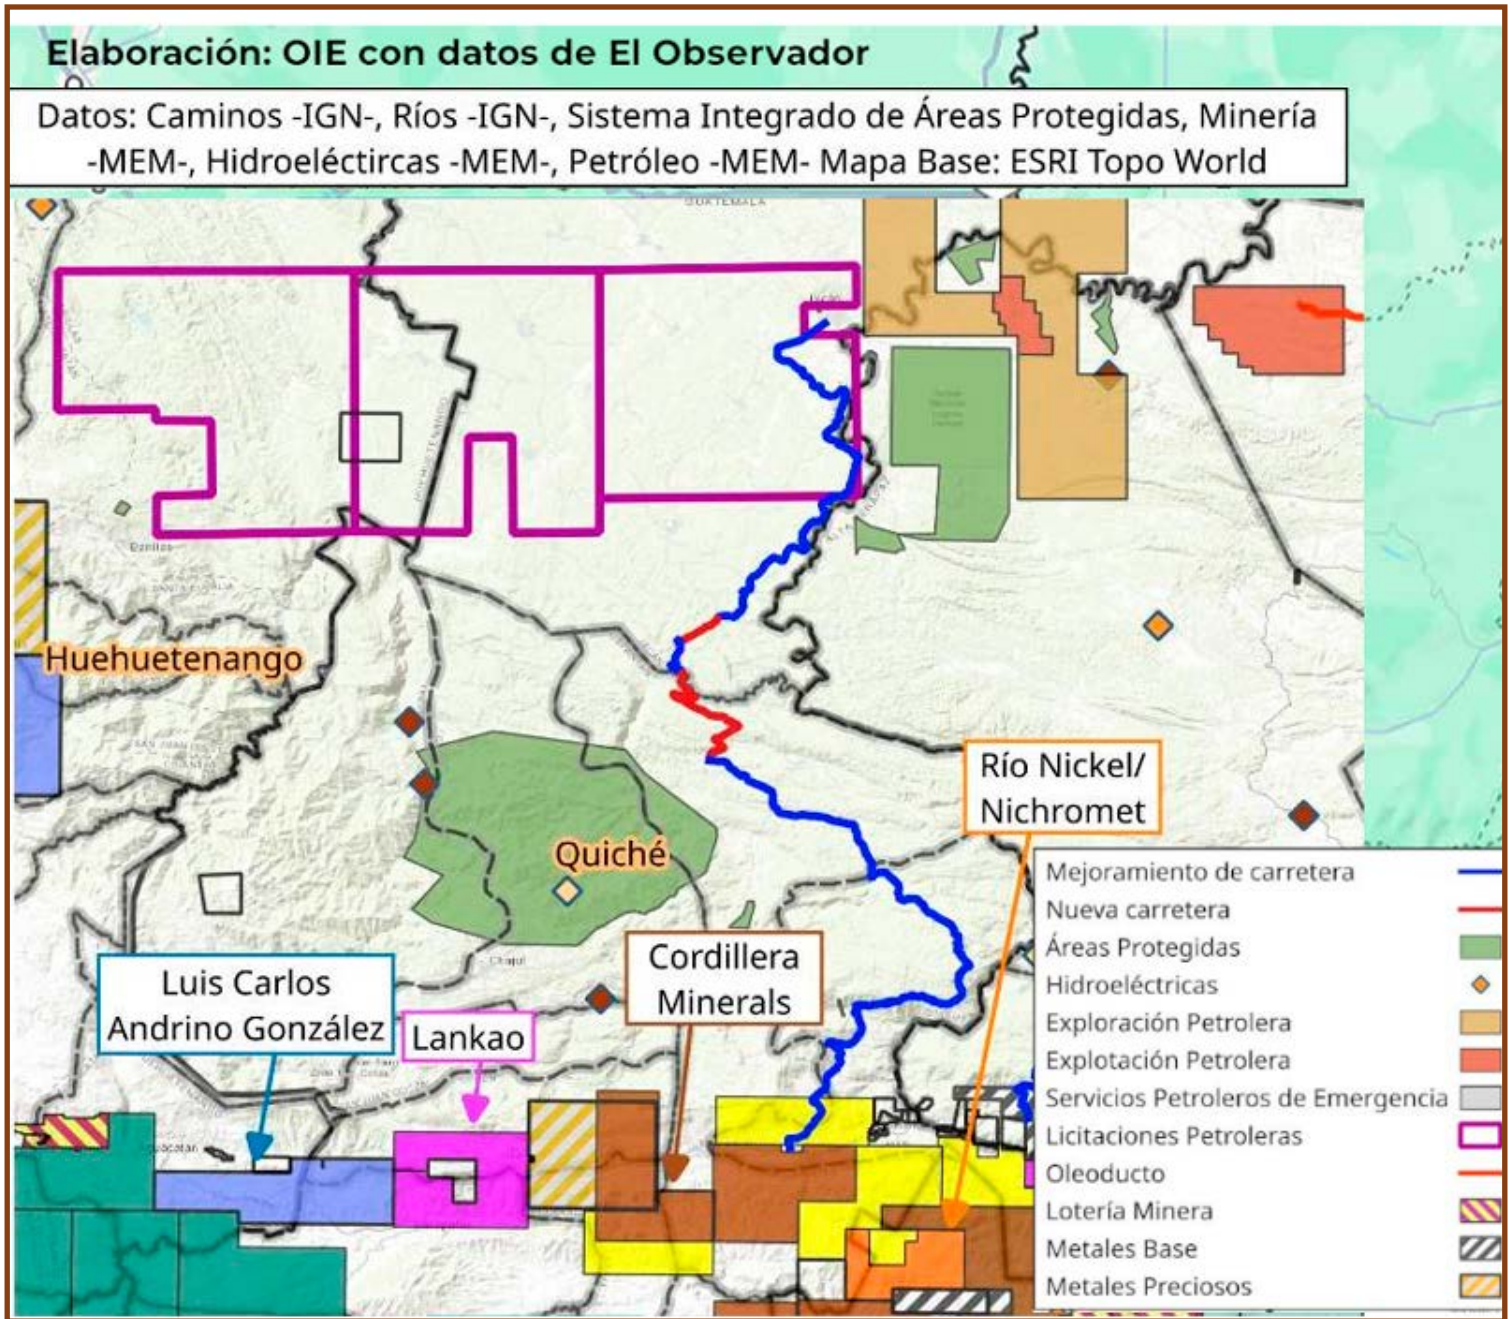 Elaboración: OIE con datos de El Observador
Datos: Caminos -IGN-, Ríos -IGN-, Sistema Integrado de Áreas Protegidas, Minería
-MEM-, Hidroeléctircas -MEM-, Petróleo -MEM- Mapa Base: ESRI Topo World
GUATEMALA
Huehuetenango
Quiché
Río Nickel/
Nichromet
Chajul
Luis Carlos
Andrino González
Lankao
Cordillera
Minerals
Mejoramiento de carretera
Nueva carretera
Áreas Protegidas
Hidroeléctricas
Exploración Petrolera
Explotación Petrolera
Servicios Petroleros de Emergencia
Licitaciones Petroleras
Oleoducto
Lotería Minera
Metales Base
Metales Preciosos